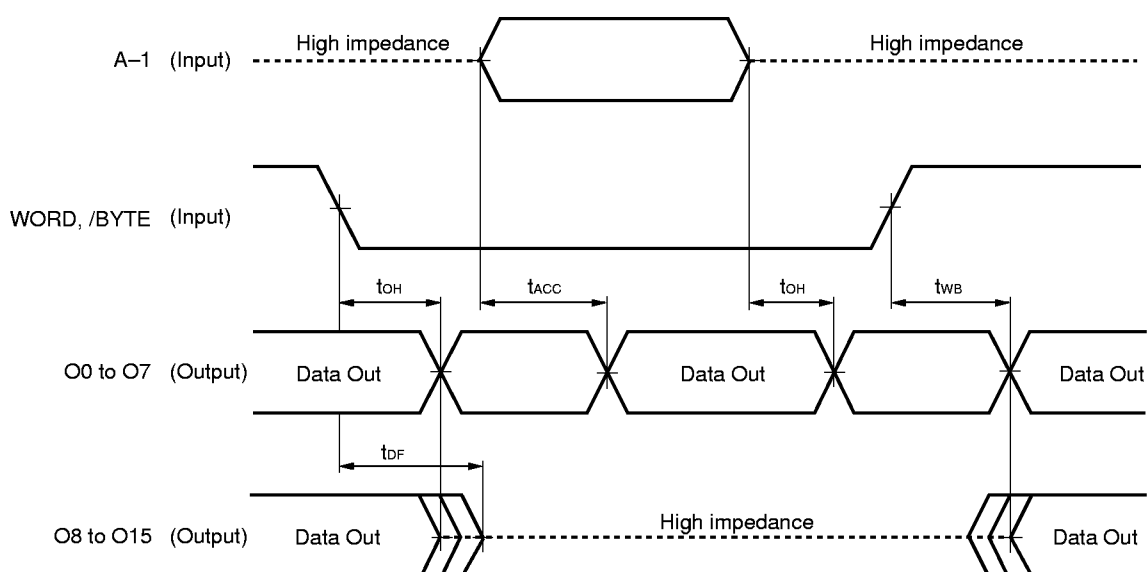 High impedance
High impedance
A–1 (Input)
WORD, /BYTE (Input)
tOH
tACC
tOH
tWB
O0 to O7 (Output)
Data Out
Data Out
Data Out
tDF
O8 to O15 (Output)
Data Out
High impedance
Data Out